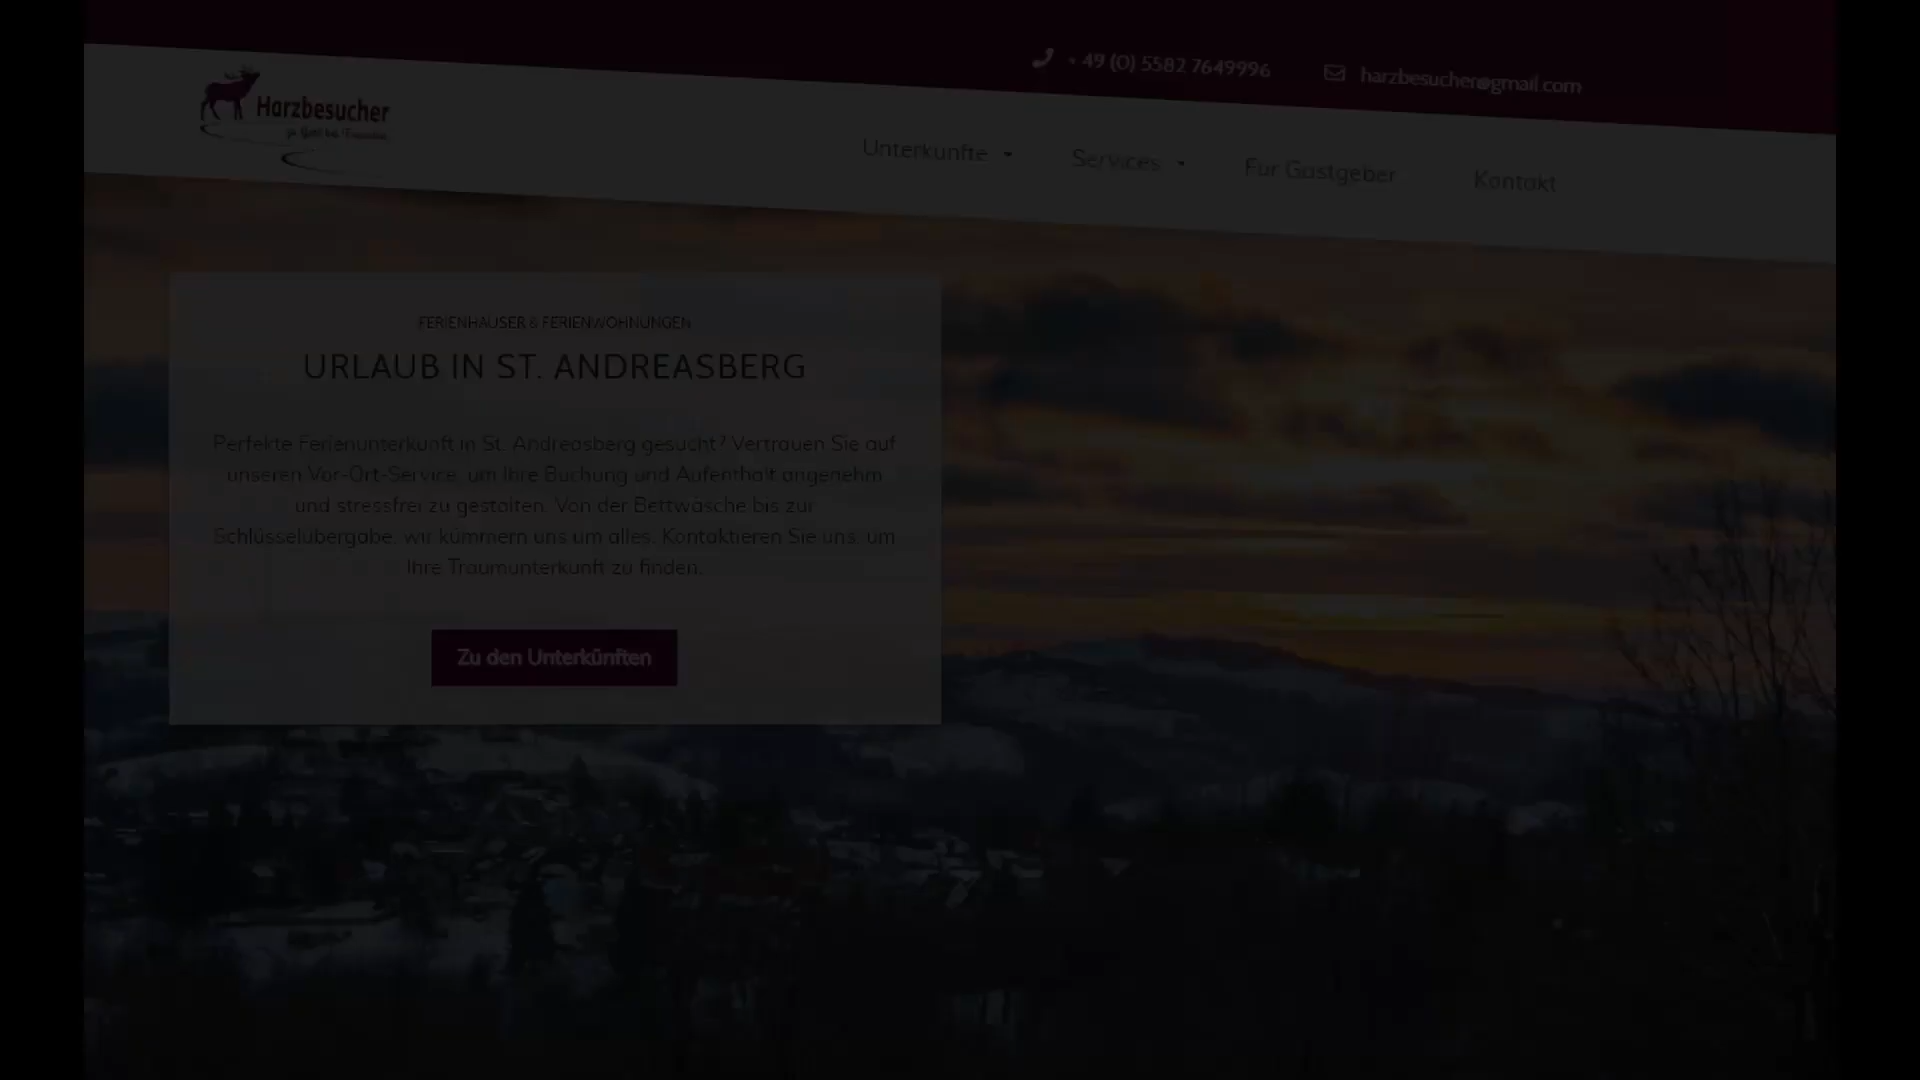 + 49 (0) 5582 7649996
harzbesucher@gmail.com
Harzbesucher
Unterkünfte
Services
Für Gastgeber
Kontakt
FERIENHÄUSER & FERIENWOHNUNGEN
URLAUB IN ST. ANDREASBERG
Perfekte Ferienunterkunft in St. Andreasberg gesucht? Vertrauen Sie auf
unseren Vor-Ort-Service, um Ihre Buchung und Aufenthalt angenehm
und stressfrei zu gestalten. Von der Bettwäsche bis zur
Schlüsselübergabe, wir kümmern uns um alles. Kontaktieren Sie uns, um
Ihre Traumunterkunft zu finden.
Zu den Unterkünften